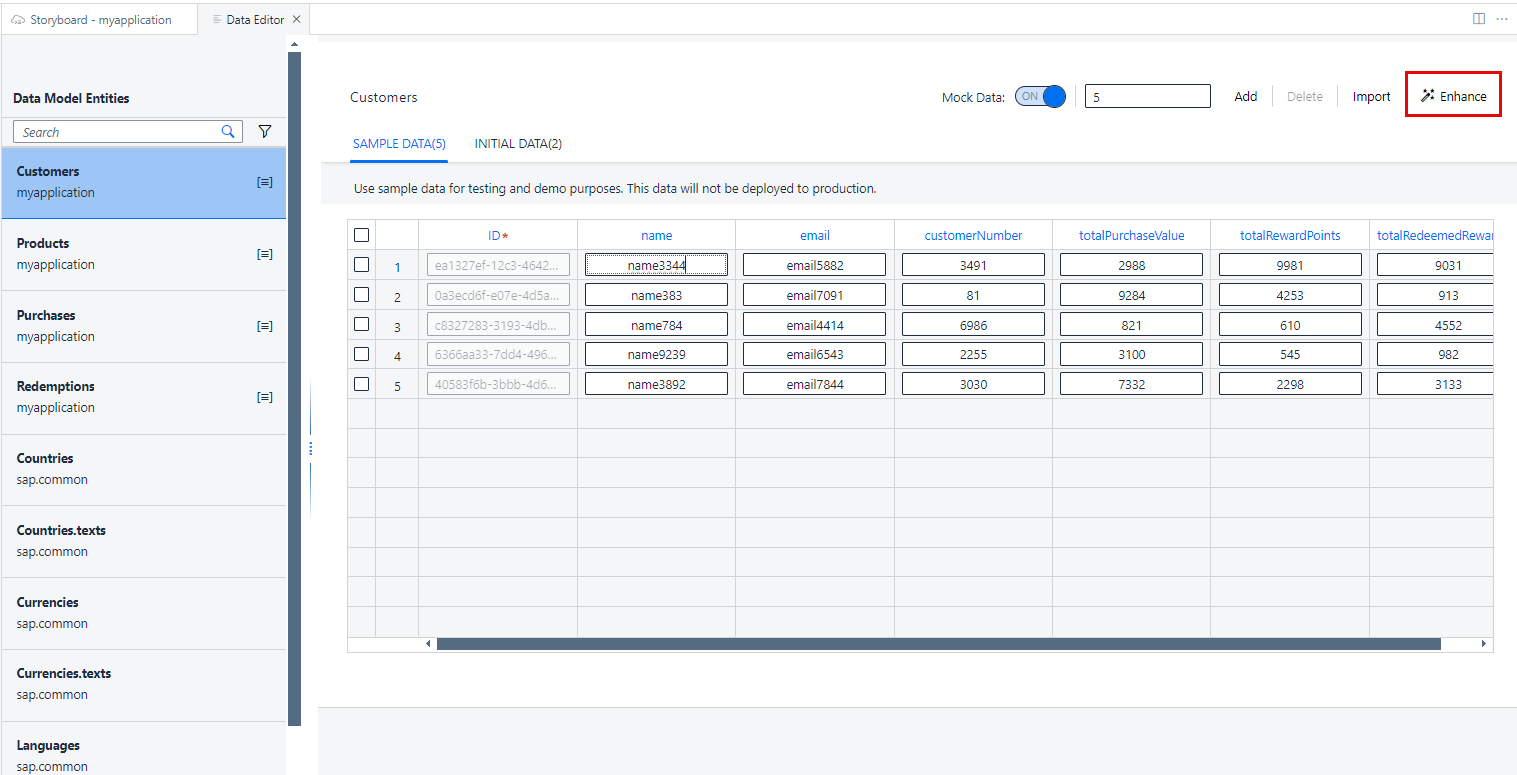 Storyboard - myapplication
Data Editor
Data Model Entities
Search
Customers
myapplication
Products
myapplication
Purchases
myapplication
Redemptions
myapplication
Countries
sap.common
Countries.texts
sap.common
Currencies
sap.common
Currencies.texts
sap.common
Languages
sap.common
Customers
Mock Data: ON 5 Add Delete Import Enhance
SAMPLE DATA(5) INITIAL DATA(2)
Use sample data for testing and demo purposes. This data will not be deployed to production.
ID* name email customerNumber totalPurchaseValue totalRewardPoints totalRedeemedRewar
1 ea1327ef-12c3-4642... name3344 email5882 3491 2988 9981 9031
2 0a3ecd6f-e07e-4d5a... name383 email7091 81 9284 4253 913
3 c8327283-3193-4db... name784 email4414 6986 821 610 4552
4 6366aa33-7dd4-496... name9239 email6543 2255 3100 545 982
5 40583f6b-3bbb-4d6... name3892 email7844 3030 7332 2298 3133